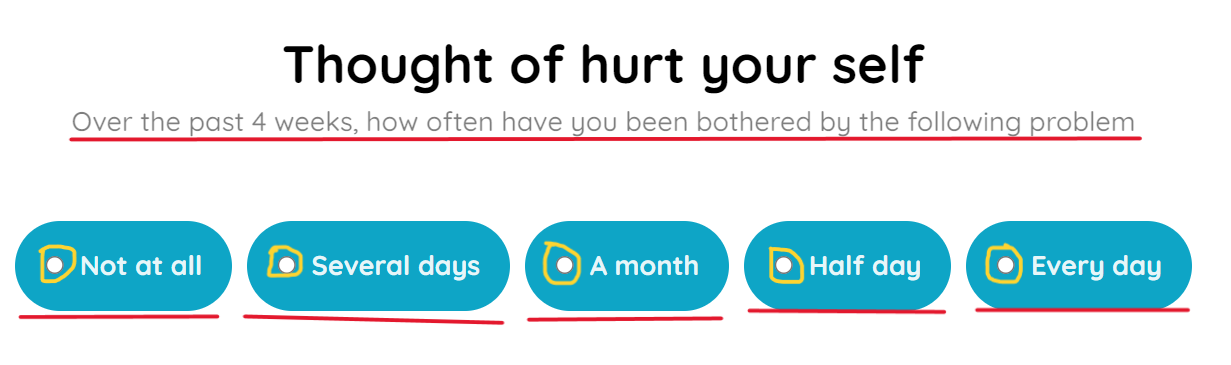 Thought of hurt your self
Over the past 4 weeks, how often have you been bothered by the following problem
Not at all Several days A month Half day Every day